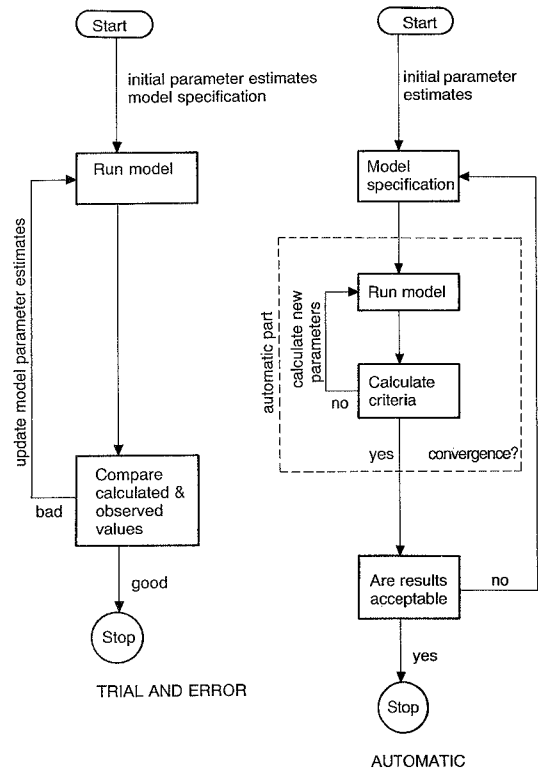 Start
initial parameter estimates
model specification
Run model
update model parameter estimates
Compare
calculated &
observed
values
bad
good
Stop
TRIAL AND ERROR
Start
initial parameter
estimates
Model
specification
automatic part
calculate new
parameters
Run model
Calculate
criteria
no
yes
convergence?
Are results
acceptable
no
yes
Stop
AUTOMATIC